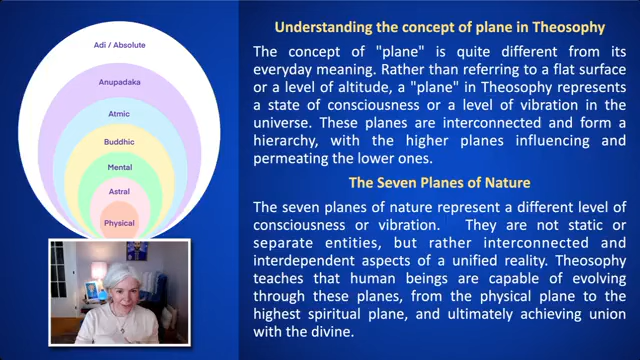 Adi / Absolute
Anupadaka
Atmic
Buddhic
Mental
Astral
Physical
Understanding the concept of plane in Theosophy
The concept of "plane" is quite different from its
everyday meaning. Rather than referring to a flat surface
or a level of altitude, a "plane" in Theosophy represents
a state of consciousness or a level of vibration in the
universe. These planes are interconnected and form a
hierarchy, with the higher planes influencing and
permeating the lower ones.
The Seven Planes of Nature
The seven planes of nature represent a different level of
consciousness or vibration. They are not static or
separate entities, but rather interconnected and
interdependent aspects of a unified reality. Theosophy
teaches that human beings are capable of evolving
through these planes, from the physical plane to the
highest spiritual plane, and ultimately achieving union
with the divine.